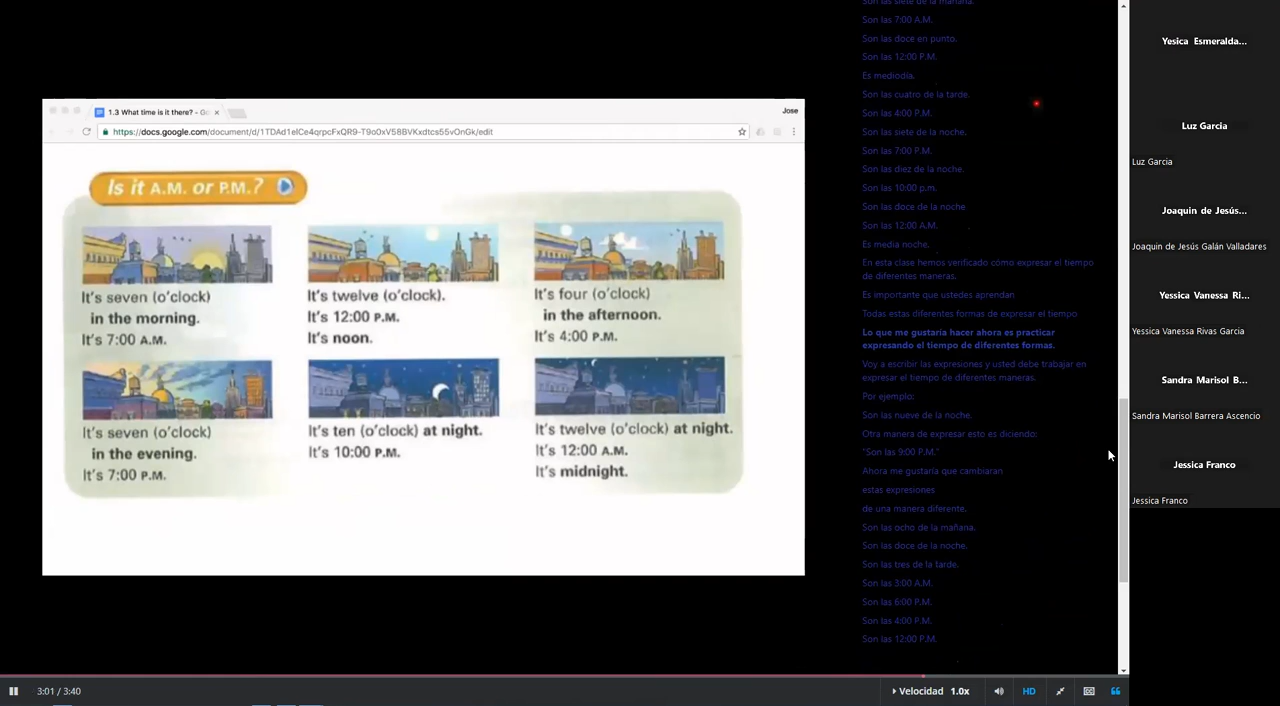 1.3 What time is it there? - Go
Jose
https://docs.google.com/document/d/1TDAd1eICe4qrpcFxQR9-T9o0xV58BVKxdtcs55vOnGk/edit
Is it A.M. or P.M.?
It's seven (o'clock)
in the morning.
It's 7:00 A.M.
It's twelve (o'clock).
It's 12:00 P.M.
It's noon.
It's four (o'clock)
in the afternoon.
It's 4:00 P.M.
It's seven (o'clock)
in the evening.
It's 7:00 P.M.
It's ten (o'clock) at night.
It's 10:00 P.M.
It's twelve (o'clock) at night.
It's 12:00 A.M.
It's midnight.
Son las siete de la mañana.
Son las 7:00 A.M.
Son las doce en punto.
Son las 12:00 P.M.
Es mediodía.
Son las cuatro de la tarde.
Son las 4:00 P.M.
Son las siete de la noche.
Son las 7:00 P.M.
Son las diez de la noche.
Son las 10:00 p.m.
Son las doce de la noche
Son las 12:00 A.M.
Es media noche.
En esta clase hemos verificado cómo expresar el tiempo
de diferentes maneras.
Es importante que ustedes aprendan
Todas estas diferentes formas de expresar el tiempo
Lo que me gustaría hacer ahora es practicar
expresando el tiempo de diferentes formas.
Voy a escribir las expresiones y usted debe trabajar en
expresar el tiempo de diferentes maneras.
Por ejemplo:
Son las nueve de la noche.
Otra manera de expresar esto es diciendo:
"Son las 9:00 P.M."
Ahora me gustaría que cambiaran
estas expresiones
de una manera diferente.
Son las ocho de la mañana.
Son las doce de la noche.
Son las tres de la tarde.
Son las 3:00 A.M.
Son las 6:00 P.M.
Son las 4:00 P.M.
Son las 12:00 P.M.
Yesica Esmeralda...
Luz Garcia
Luz Garcia
Joaquin de Jesús...
Joaquin de Jesús Galán Valladares
Yessica Vanessa Ri...
Yessica Vanessa Rivas Garcia
Sandra Marisol B...
Sandra Marisol Barrera Ascencio
Jessica Franco
Jessica Franco
3:01 / 3:40
Velocidad 1.0x
HD